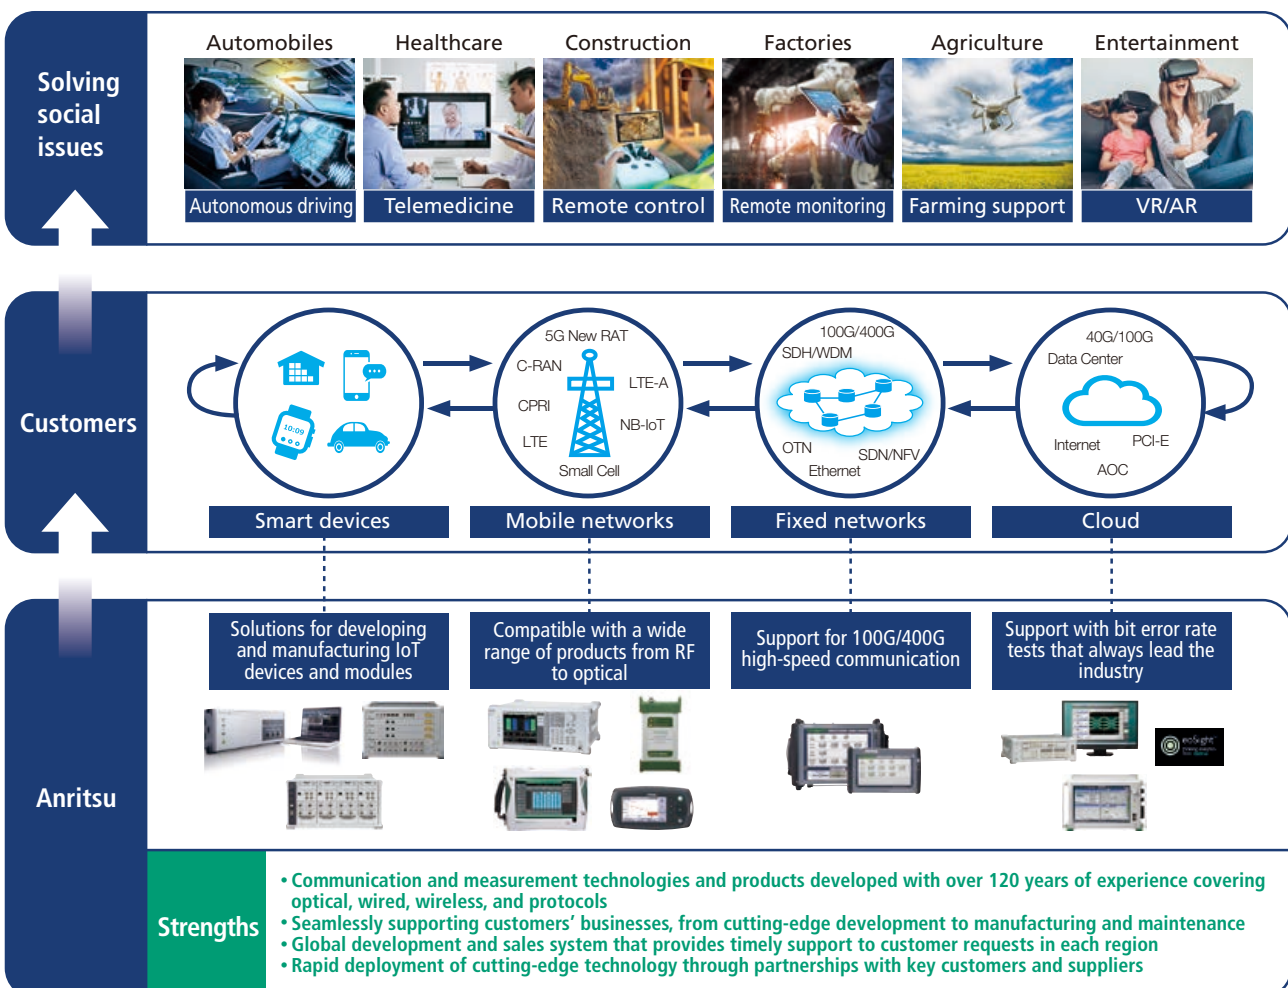 Solving
social
issues
Automobiles
Healthcare
Construction
Factories
Agriculture
Entertainment
Autonomous driving
Telemedicine
Remote control
Remote monitoring
Farming support
VR/AR
Customers
10:09
5G New RAT
C-RAN
LTE-A
CPRI
NB-IoT
LTE
Small Cell
100G/400G
SDH/WDM
OTN
SDN/NFV
Ethernet
40G/100G
Data Center
Internet
PCI-E
AOC
Smart devices
Mobile networks
Fixed networks
Cloud
Anritsu
Solutions for developing
and manufacturing IoT
devices and modules
Compatible with a wide
range of products from RF
to optical
Support for 100G/400G
high-speed communication
Support with bit error rate
tests that always lead the
industry
Strengths
• Communication and measurement technologies and products developed with over 120 years of experience covering
optical, wired, wireless, and protocols
• Seamlessly supporting customers’ businesses, from cutting-edge development to manufacturing and maintenance
• Global development and sales system that provides timely support to customer requests in each region
• Rapid deployment of cutting-edge technology through partnerships with key customers and suppliers